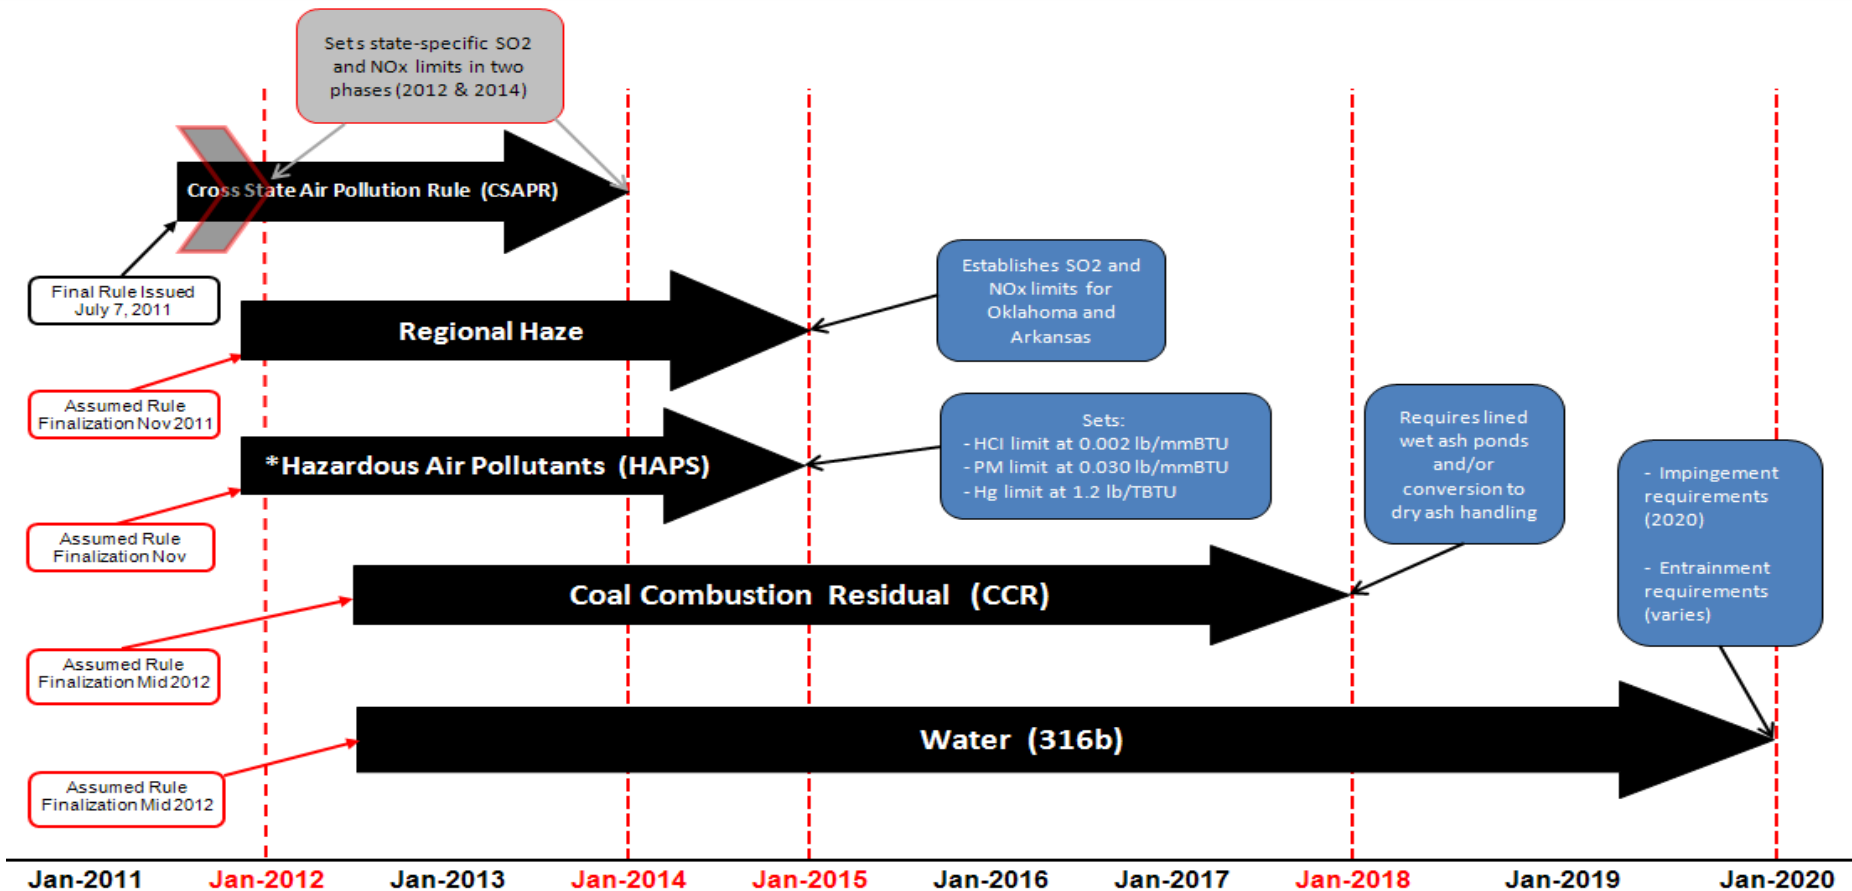 Sets state-specific SO2
and NOx limits in two
phases (2012 & 2014)
Cross State Air Pollution Rule (CSAPR)
Final Rule Issued
July 7, 2011
Regional Haze
Establishes SO2 and
NOx limits for
Oklahoma and
Arkansas
Assumed Rule
Finalization Nov 2011
*Hazardous Air Pollutants (HAPS)
Sets:
- HCl limit at 0.002 lb/mmBTU
- PM limit at 0.030 lb/mmBTU
- Hg limit at 1.2 lb/TBTU
Assumed Rule
Finalization Nov
Requires lined
wet ash ponds
and/or
conversion to
dry ash handling
Coal Combustion Residual (CCR)
Assumed Rule
Finalization Mid 2012
- Impingement
requirements
(2020)
- Entrainment
requirements
(varies)
Water (316b)
Assumed Rule
Finalization Mid 2012
Jan-2011 Jan-2012 Jan-2013 Jan-2014 Jan-2015 Jan-2016 Jan-2017 Jan-2018 Jan-2019 Jan-2020